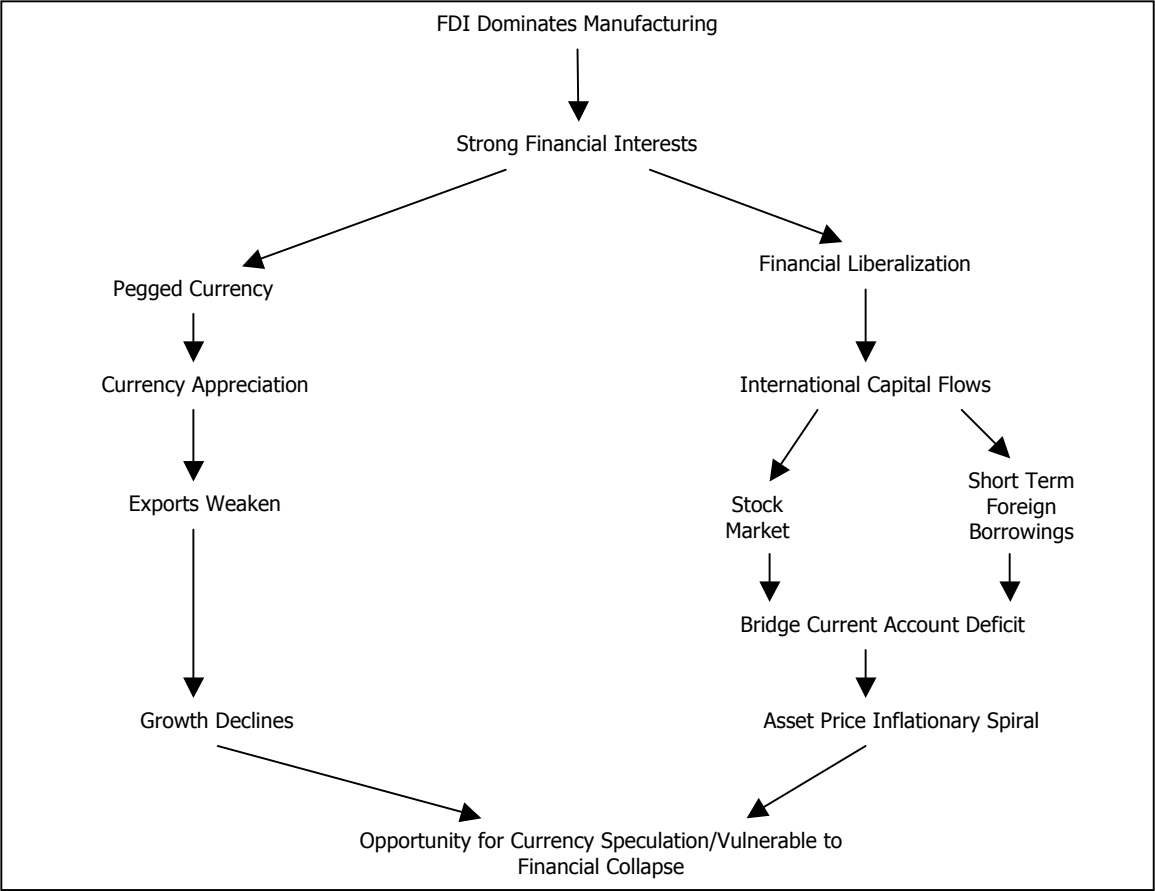 FDI Dominates Manufacturing
Strong Financial Interests
Financial Liberalization
Pegged Currency
Currency Appreciation
International Capital Flows
Exports Weaken
Stock
Market
Short Term
Foreign
Borrowings
Bridge Current Account Deficit
Growth Declines
Asset Price Inflationary Spiral
Opportunity for Currency Speculation/Vulnerable to
Financial Collapse